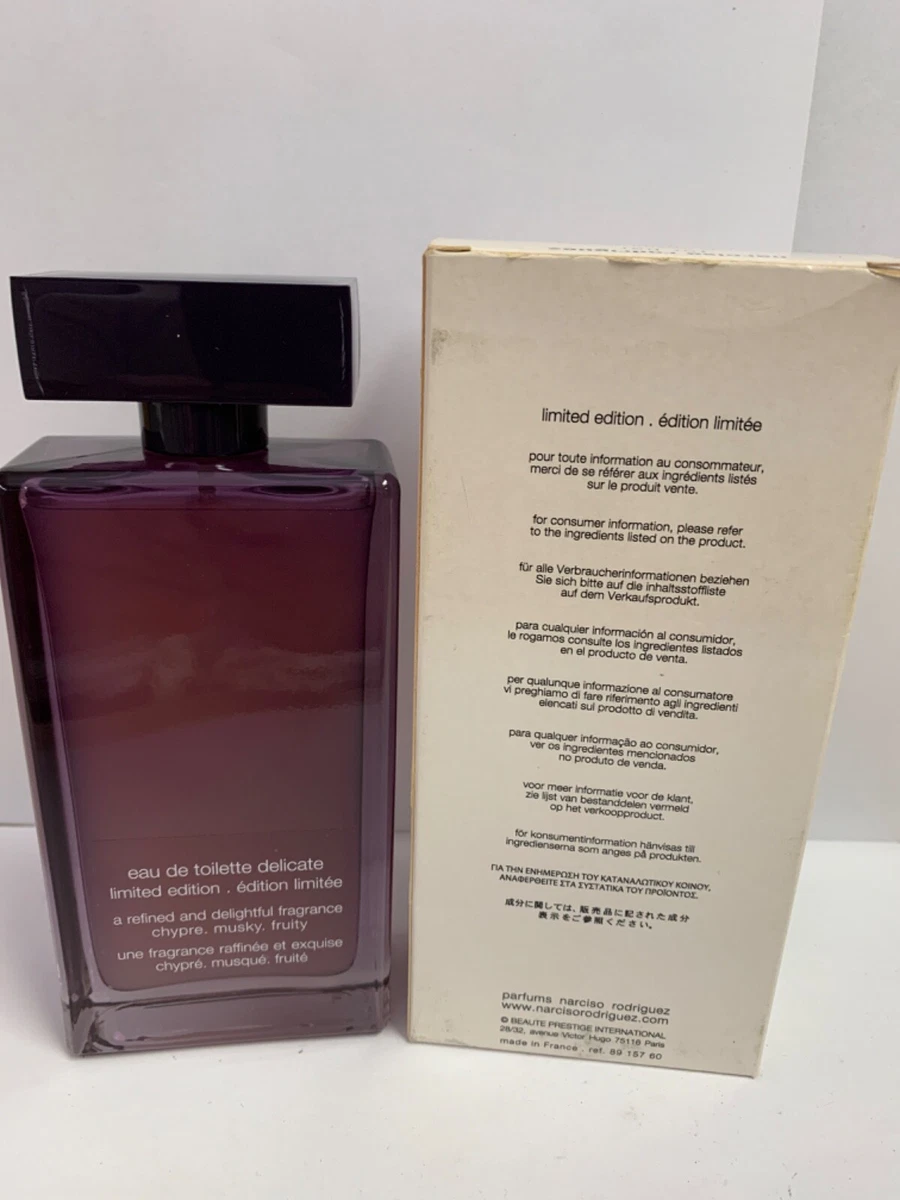 eau de toilette delicate
limited edition . édition limitée
a refined and delightful fragrance
chypre. musky. fruity
une fragrance raffinée et exquise
chypré. musqué. fruité
limited edition . édition limitée
pour toute information au consommateur,
merci de se référer aux ingrédients listés
sur le produit vente.
for consumer information, please refer
to the ingredients listed on the product.
für alle Verbraucherinformationen beziehen
Sie sich bitte auf die inhaltsstoffliste
auf dem Verkaufsprodukt.
para cualquier información al consumidor,
le rogamos consulte los ingredientes listados
en el producto de venta.
per qualunque informazione al consumatore
vi preghiamo di fare riferimento agli ingredienti
elencati sul prodotto di vendita.
para qualquer informação ao consumidor,
ver os ingredientes mencionados
no produto de venda.
voor meer informatie voor de klant,
zie lijst van bestanddelen vermeld
op het verkoopproduct.
för konsumentinformation hänvisas till
ingredienserna som anges på produkten.
ΓΙΑ ΤΗΝ ΕΝΗΜΕΡΩΣΗ ΤΟΥ ΚΑΤΑΝΑΛΩΤΙΚΟΥ ΚΟΙΝΟΥ,
ΑΝΑΦΕΡΘΕΙΤΕ ΣΤΑ ΣΥΣΤΑΤΙΚΑ ΤΟΥ ΠΡΟΪΟΝΤΟΣ.
成分に関しては、販売品に記された成分
表示をご参照ください。
parfums narciso rodriguez
www.narcisorodriguez.com
© BEAUTE PRESTIGE INTERNATIONAL
28/32, avenue Victor Hugo 75116 Paris
made in France . ref. 89 157 60